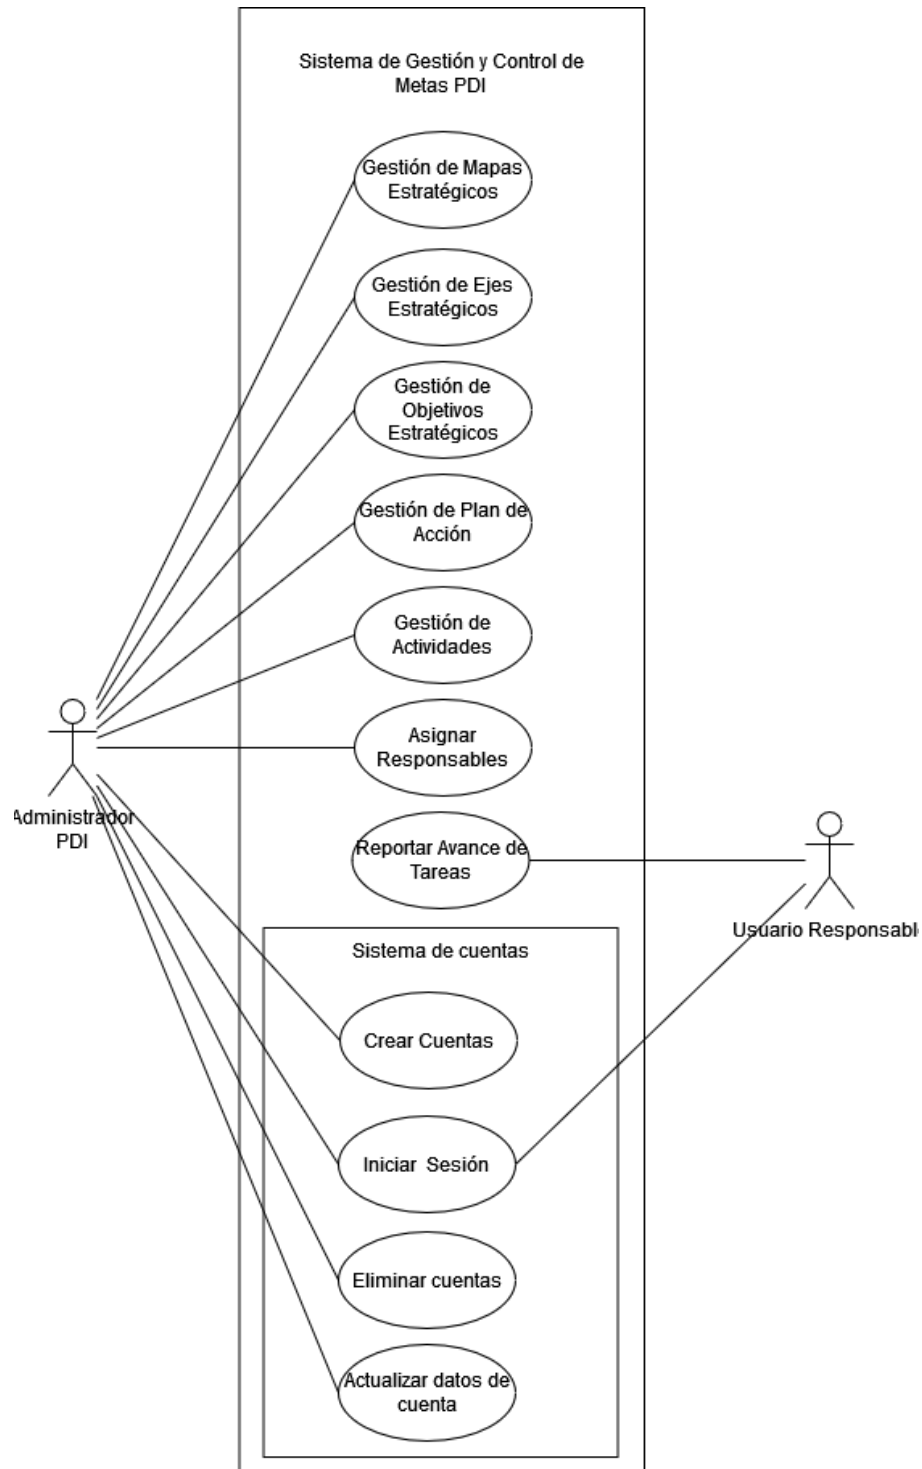 Sistema de Gestión y Control de
Metas PDI
Gestión de Mapas
Estratégicos
Gestión de Ejes
Estratégicos
Gestión de
Objetivos
Estratégicos
Gestión de Plan de
Acción
Gestión de
Actividades
Asignar
Responsables
Administrador
PDI
Reportar Avance de
Tareas
Usuario Responsabl
Sistema de cuentas
Crear Cuentas
Iniciar Sesión
Eliminar cuentas
Actualizar datos de
cuenta